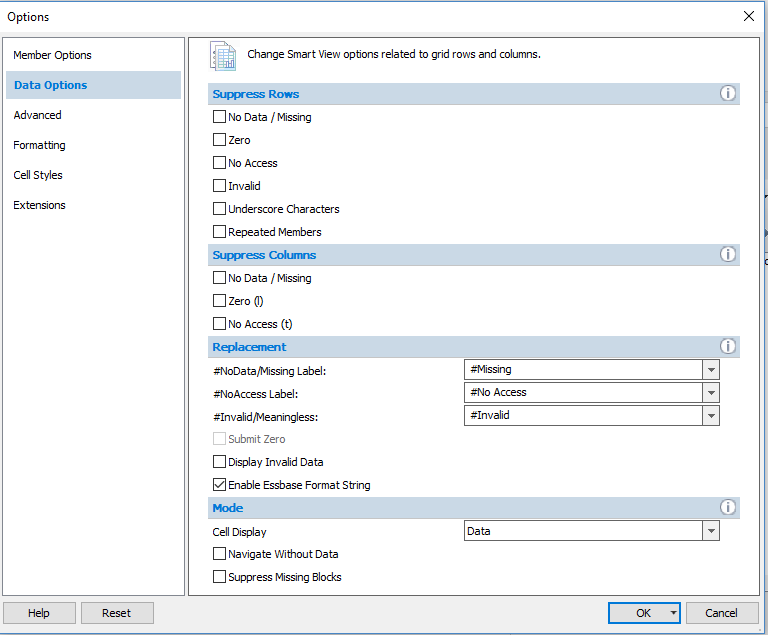 Options
Member Options
Data Options
Advanced
Formatting
Cell Styles
Extensions
Change Smart View options related to grid rows and columns.
Suppress Rows
No Data / Missing
Zero
No Access
Invalid
Underscore Characters
Repeated Members
Suppress Columns
No Data / Missing
Zero (l)
No Access (t)
Replacement
#NoData/Missing Label: #Missing
#NoAccess Label: #No Access
#Invalid/Meaningless: #Invalid
Submit Zero
Display Invalid Data
Enable Essbase Format String
Mode
Cell Display Data
Navigate Without Data
Suppress Missing Blocks
Help Reset OK Cancel